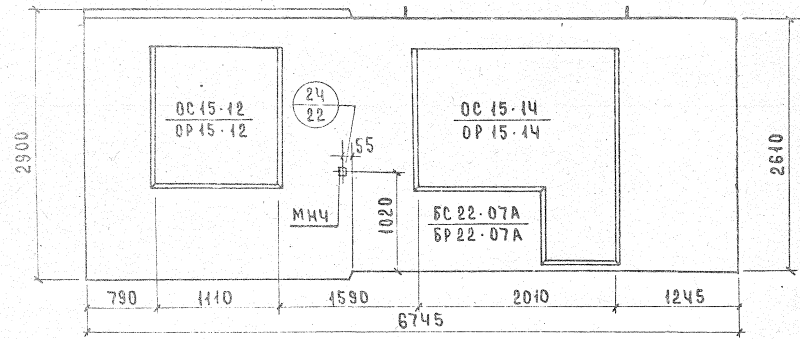 24
22
ОС 15-12
ОР 15-12
ОС 15-14
ОР 15-14
55
2900
2610
МНЧ
1020
БС 22-07А
БР 22-07А
790 1110 1590 2010 1245
6745